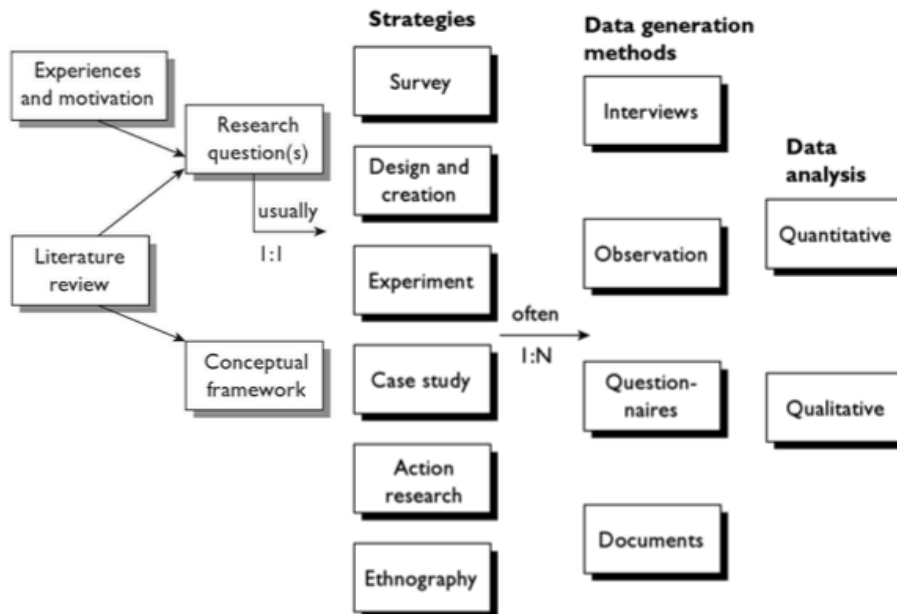 Strategies
Data generation
methods
Experiences
and motivation
Survey
Interviews
Research
question(s)
Data
analysis
Design and
creation
usually
1:1
Literature
review
Quantitative
Observation
Experiment
often
1:N
Conceptual
framework
Case study
Question-
naires
Qualitative
Action
research
Documents
Ethnography